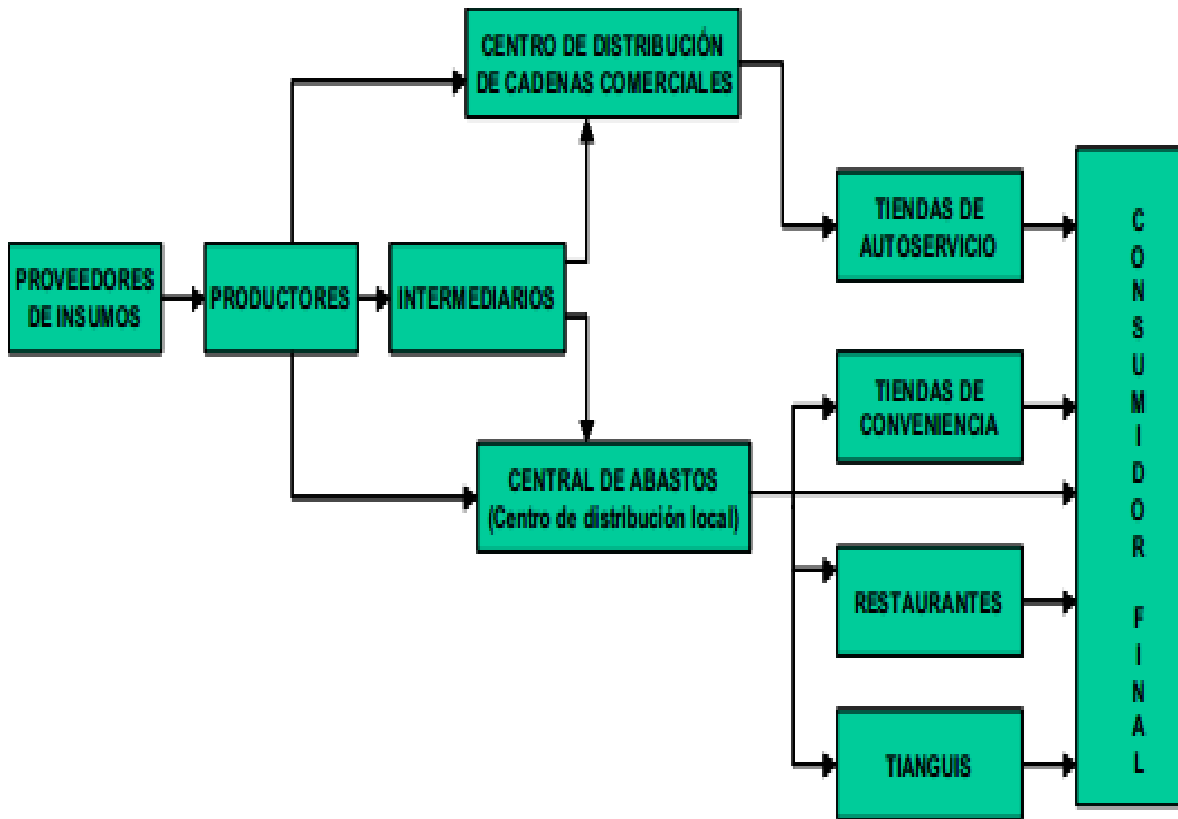 CENTRO DE DISTRIBUCIÓN
DE CADENAS COMERCIALES
TIENDAS DE
AUTOSERVICIO
PROVEEDORES
DE INSUMOS
PRODUCTORES
INTERMEDIARIOS
TIENDAS DE
CONVENIENCIA
CENTRAL DE ABASTOS
(Centro de distribución local)
RESTAURANTES
TIANGUIS
CONSUMIDOR FINAL